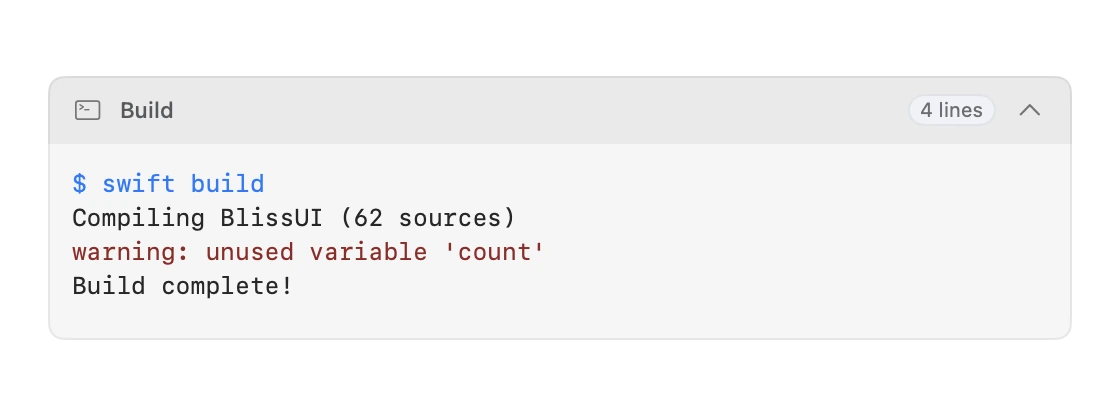 Build
4 lines
$ swift build
Compiling BlissUI (62 sources)
warning: unused variable 'count'
Build complete!